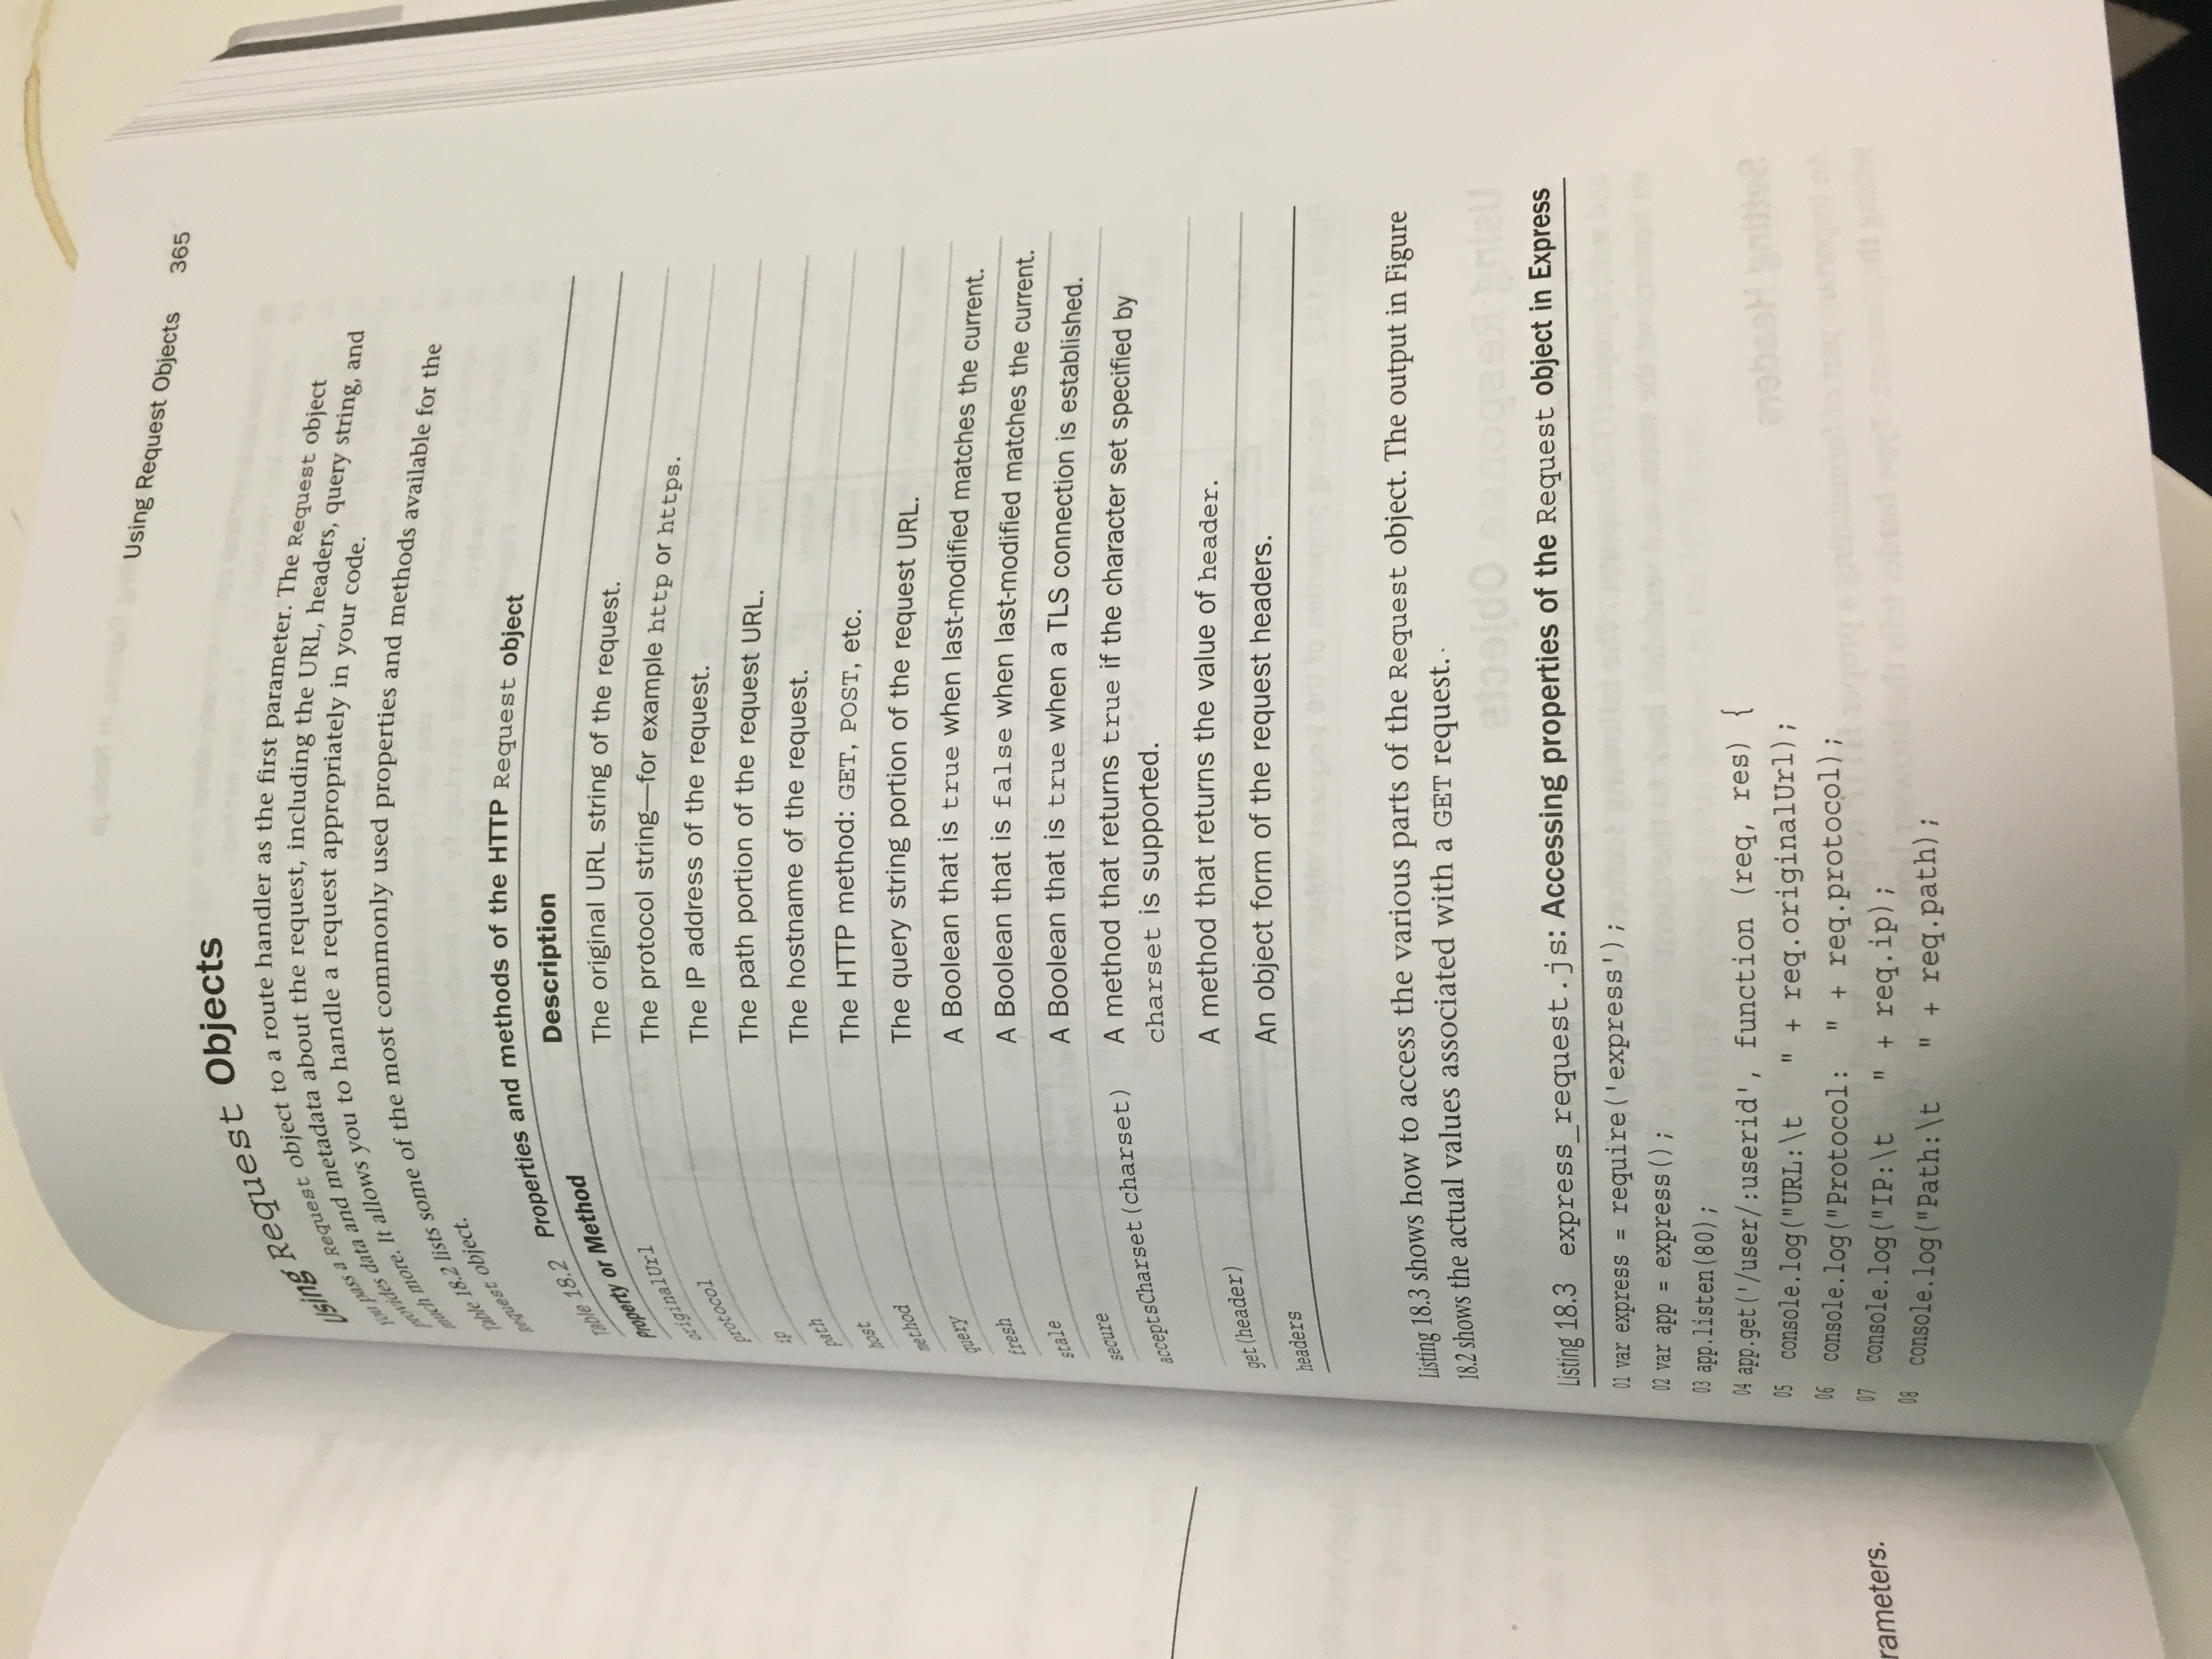 Using Request Objects 365
Using Request Objects
You pass a Request object to a route handler as the first parameter. The Request object
provides data and metadata about the request, including the URL, headers, query string, and
much more. It allows you to handle a request appropriately in your code.
Table 18.2 lists some of the most commonly used properties and methods available for the
Request object.
Table 18.2 Properties and methods of the HTTP Request object
Property or Method Description
originalUrl The original URL string of the request.
protocol The protocol string—for example http or https.
ip The IP address of the request.
path The path portion of the request URL.
host The hostname of the request.
method The HTTP method: GET, POST, etc.
query The query string portion of the request URL.
fresh A Boolean that is true when last-modified matches the current.
stale A Boolean that is false when last-modified matches the current.
secure A Boolean that is true when a TLS connection is established.
acceptsCharset(charset) A method that returns true if the character set specified by
charset is supported.
get(header) A method that returns the value of header.
headers An object form of the request headers.
Listing 18.3 shows how to access the various parts of the Request object. The output in Figure
18.2 shows the actual values associated with a GET request.
Listing 18.3 express_request.js: Accessing properties of the Request object in Express
01 var express = require('express');
02 var app = express();
03 app.listen(80);
04 app.get('/user/:userid', function (req, res) {
05   console.log("URL:\t   " + req.originalUrl);
06   console.log("Protocol:  " + req.protocol);
07   console.log("IP:\t   " + req.ip);
08   console.log("Path:\t   " + req.path);
rameters.